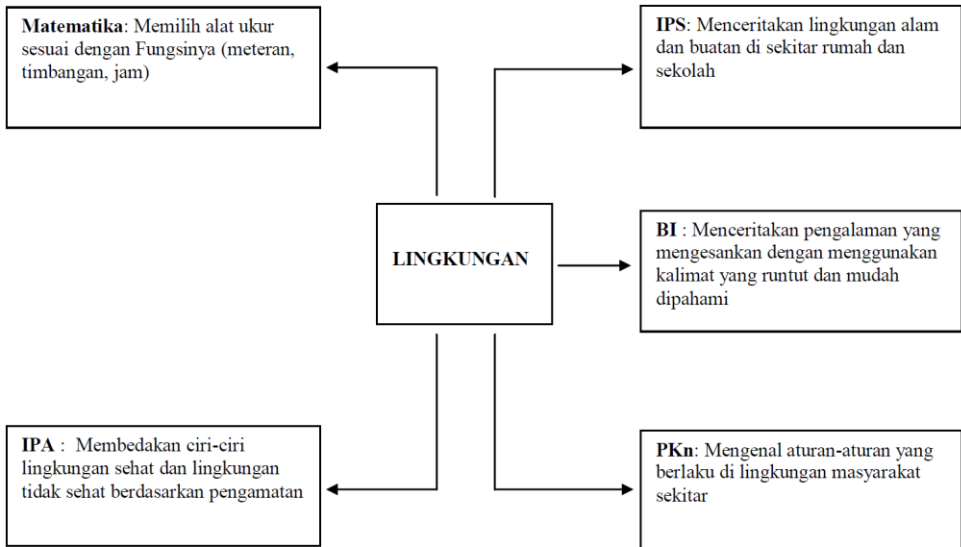 Matematika: Memilih alat ukur
sesuai dengan Fungsinya (meteran,
timbangan, jam)
IPS: Menceritakan lingkungan alam
dan buatan di sekitar rumah dan
sekolah
LINGKUNGAN
BI : Menceritakan pengalaman yang
mengesankan dengan menggunakan
kalimat yang runtut dan mudah
dipahami
IPA :  Membedakan ciri-ciri
lingkungan sehat dan lingkungan
tidak sehat berdasarkan pengamatan
PKn: Mengenal aturan-aturan yang
berlaku di lingkungan masyarakat
sekitar